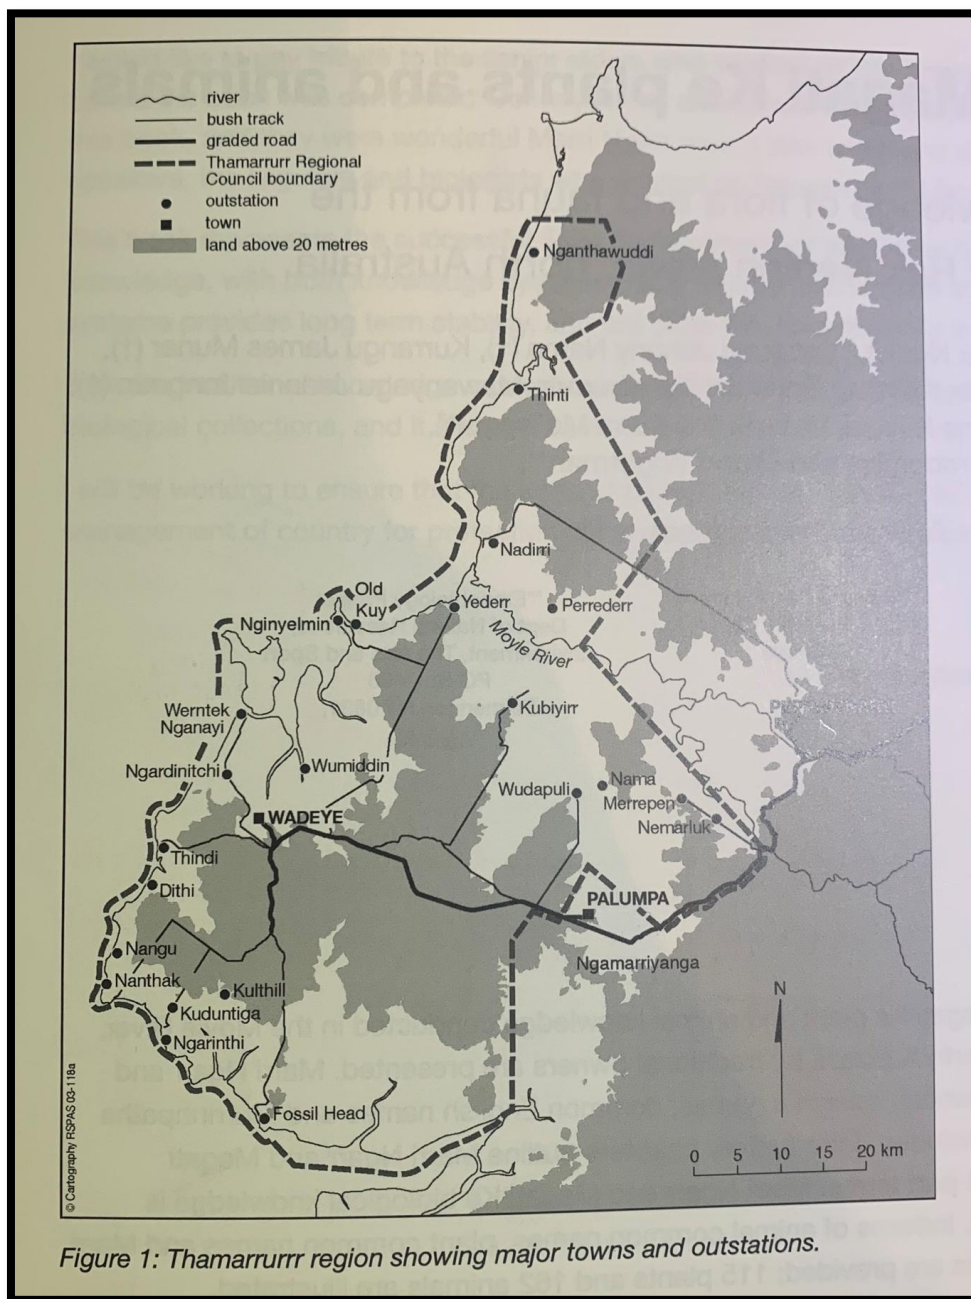 river
bush track
graded road
Thamarrurr Regional
Council boundary
outstation
town
land above 20 metres
Nganthawuddi
Thinti
Nadirri
Old
Kuy
Nginyelmin
Yederr
Perrederr
Moyle River
Werntek
Nganayi
Kubiyirr
Ngardinitchi
Wumiddin
Wudapuli
Nama
Merrepen
Nemarluk
WADEYE
Thindi
Dithi
PALUMPA
Nangu
Ngamarriyanga
Nanthak
Kulthill
Kuduntiga
Ngarinthi
N
Fossil Head
0 5 10 15 20 km
© Cartography RSPAS 03-118a
Figure 1: Thamarrurrr region showing major towns and outstations.